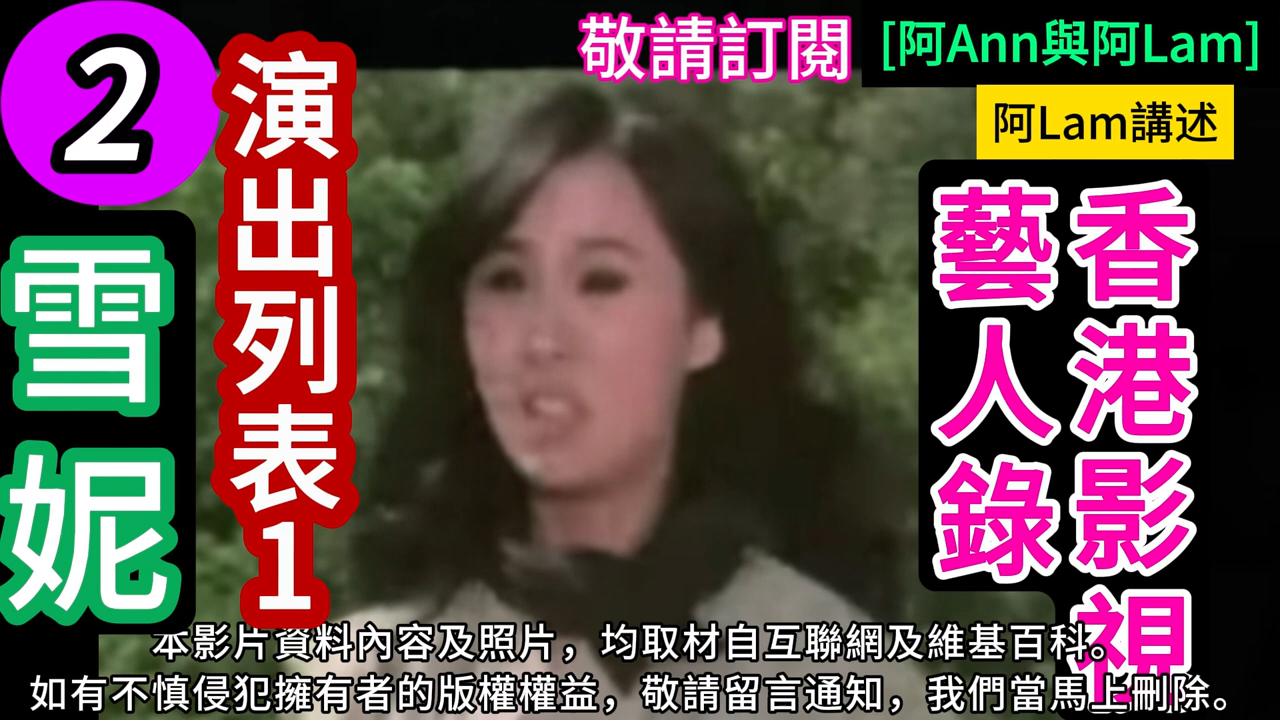 2
雪妮
演出列表1
敬請訂閱
[阿Ann與阿Lam]
阿Lam講述
香港影視
藝人錄
本影片資料內容及照片，均取材自互聯網及維基百科。
如有不慎侵犯擁有者的版權權益，敬請留言通知，我們當馬上刪除。